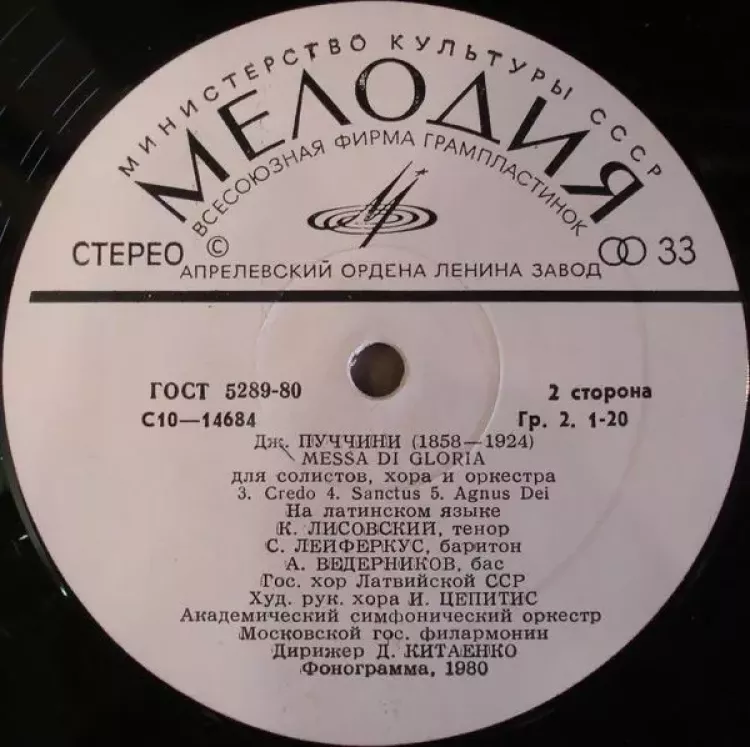 МИНИСТЕРСТВО КУЛЬТУРЫ СССР
МЕЛОДИЯ
ВСЕСОЮЗНАЯ ФИРМА ГРАМПЛАСТИНОК
СТЕРЕО © 33
АПРЕЛЕВСКИЙ ОРДЕНА ЛЕНИНА ЗАВОД
ГОСТ 5289-80 2 сторона
С10—14684 Гр. 2. 1-20
Дж. ПУЧЧИНИ (1858—1924)
MESSA DI GLORIA
для солистов, хора и оркестра
3. Credo 4. Sanctus 5. Agnus Dei
На латинском языке
К. ЛИСОВСКИЙ, тенор
С. ЛЕЙФЕРКУС, баритон
А. ВЕДЕРНИКОВ, бас
Гос. хор Латвийской ССР
Худ. рук. хора И. ЦЕПИТИС
Академический симфонический оркестр
Московской гос. филармонии
Дирижер Д. КИТАЕНКО
Фонограмма, 1980